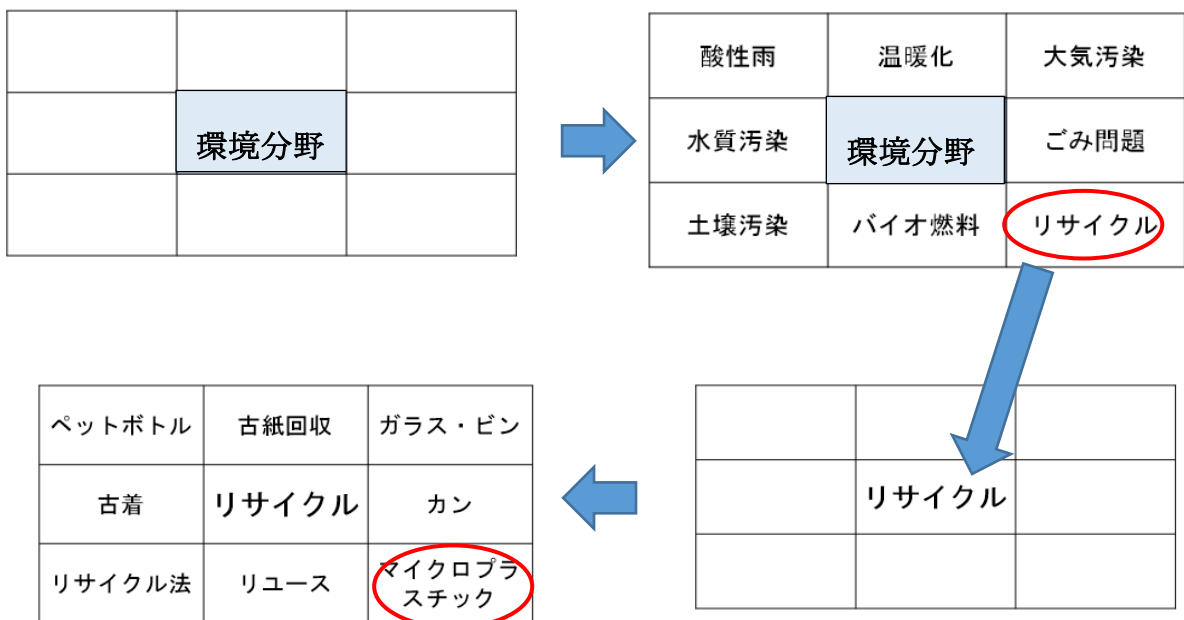 環境分野
酸性雨 温暖化 大気汚染
水質汚染 環境分野 ごみ問題
土壌汚染 バイオ燃料 リサイクル
ペットボトル 古紙回収 ガラス・ビン
古着 リサイクル カン
リサイクル法 リユース マイクロプラ
スチック
リサイクル